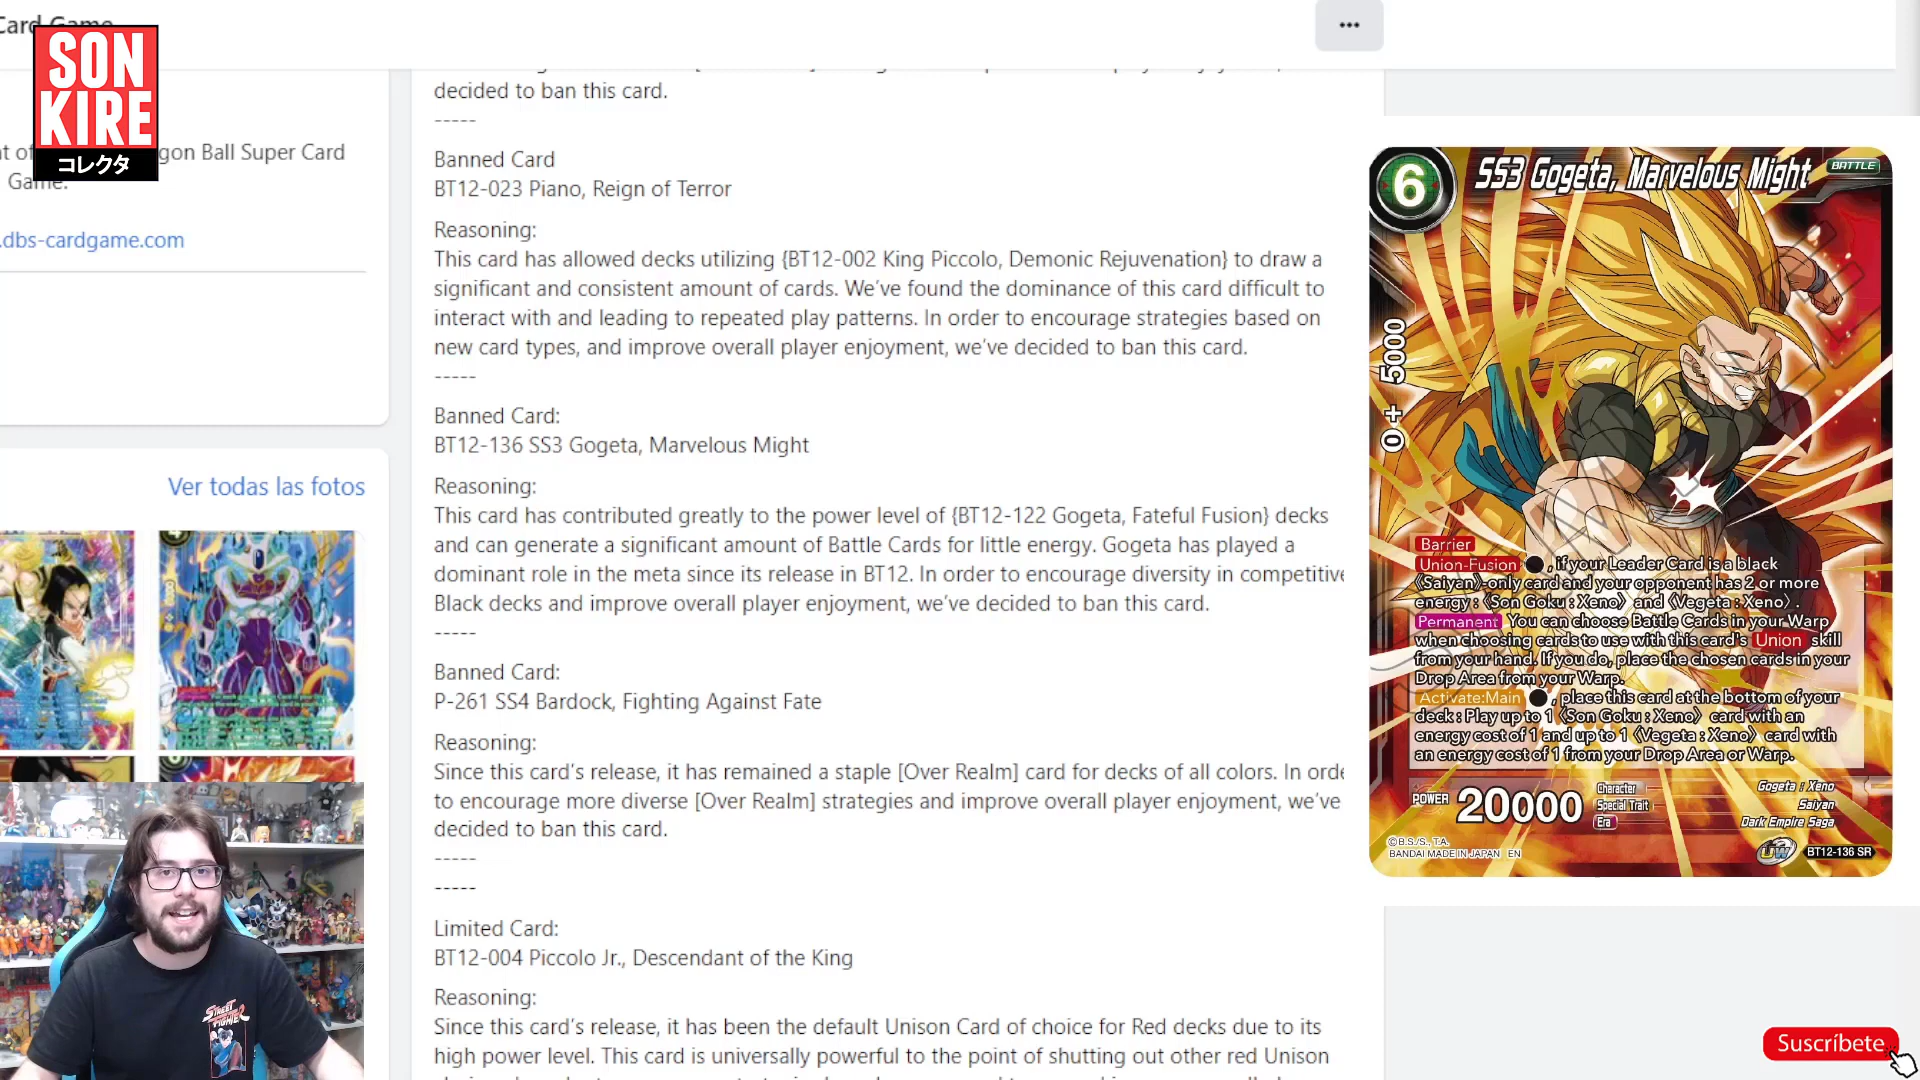 Card Game
SON
KIRE
コレクタ
gon Ball Super Card
Game.
.dbs-cardgame.com
Ver todas las fotos
decided to ban this card.
-----
Banned Card
BT12-023 Piano, Reign of Terror
Reasoning:
This card has allowed decks utilizing {BT12-002 King Piccolo, Demonic Rejuvenation} to draw a
significant and consistent amount of cards. We’ve found the dominance of this card difficult to
interact with and leading to repeated play patterns. In order to encourage strategies based on
new card types, and improve overall player enjoyment, we’ve decided to ban this card.
-----
Banned Card:
BT12-136 SS3 Gogeta, Marvelous Might
Reasoning:
This card has contributed greatly to the power level of {BT12-122 Gogeta, Fateful Fusion} decks
and can generate a significant amount of Battle Cards for little energy. Gogeta has played a
dominant role in the meta since its release in BT12. In order to encourage diversity in competitive
Black decks and improve overall player enjoyment, we’ve decided to ban this card.
-----
Banned Card:
P-261 SS4 Bardock, Fighting Against Fate
Reasoning:
Since this card’s release, it has remained a staple [Over Realm] card for decks of all colors. In orde
to encourage more diverse [Over Realm] strategies and improve overall player enjoyment, we’ve
decided to ban this card.
-----
-----
Limited Card:
BT12-004 Piccolo Jr., Descendant of the King
Reasoning:
Since this card’s release, it has been the default Unison Card of choice for Red decks due to its
high power level. This card is universally powerful to the point of shutting out other red Unison
6
SS3 Gogeta, Marvelous Might
BATTLE
0+ 5000
Barrier
Union-Fusion , if your Leader Card is a black
《Saiyan》-only card and your opponent has 2 or more
energy : 《Son Goku : Xeno》 and 《Vegeta : Xeno》.
Permanent You can choose Battle Cards in your Warp
when choosing cards to use with this card's Union skill
from your hand. If you do, place the chosen cards in your
Drop Area from your Warp.
Activate:Main , place this card at the bottom of your
deck : Play up to 1 《Son Goku : Xeno》 card with an
energy cost of 1 and up to 1 《Vegeta : Xeno》 card with
an energy cost of 1 from your Drop Area or Warp.
POWER 20000
Character Gogeta : Xeno
Special Trait Saiyan
Era Dark Empire Saga
©B.S./S., T.A.
BANDAI MADE IN JAPAN EN
UW BT12-136 SR
STREET
FIGHTER
Suscríbete